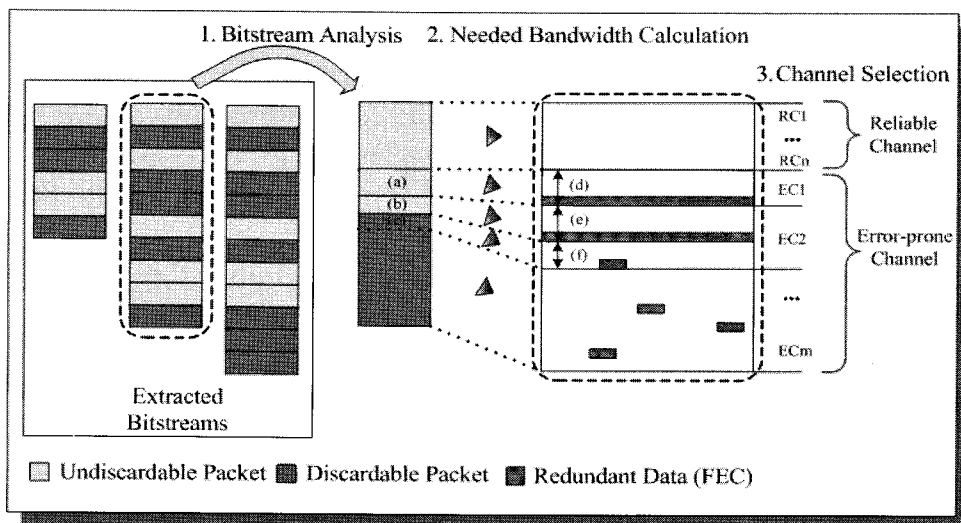 1. Bitstream Analysis
2. Needed Bandwidth Calculation
3. Channel Selection
RC1
...
RCn
Reliable
Channel
(a)
(b)
(d)
(e)
(f)
EC1
EC2
...
ECm
Error-prone
Channel
Extracted
Bitstreams
Undiscardable Packet
Discardable Packet
Redundant Data (FEC)